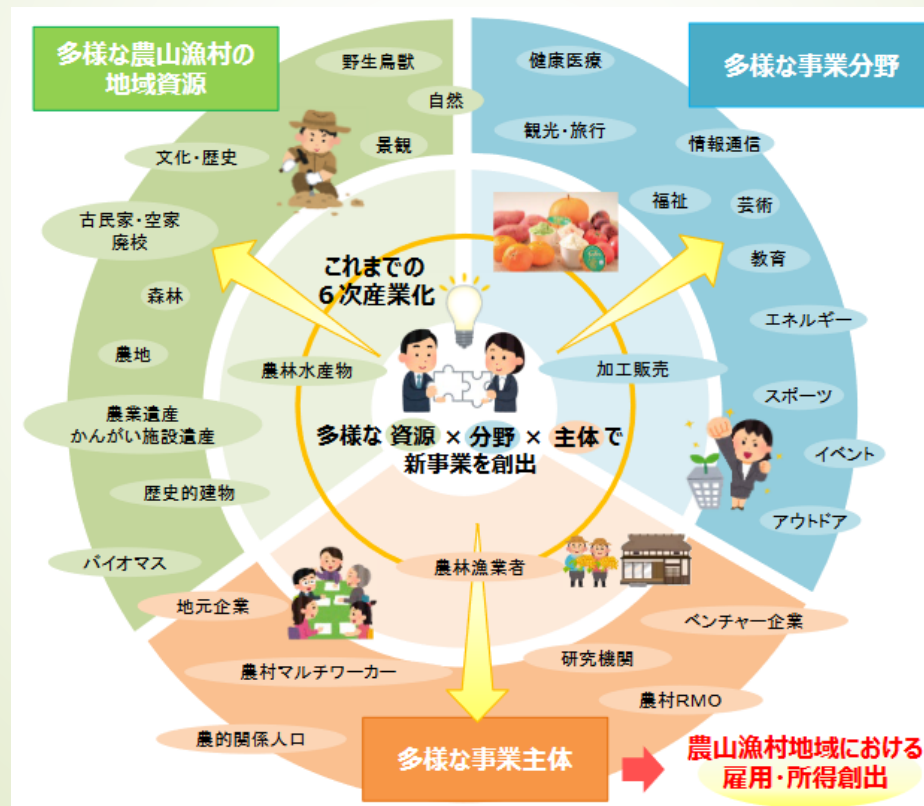 多様な農山漁村の
地域資源
多様な事業分野
野生鳥獣
自然
景観
文化・歴史
古民家・空家
廃校
森林
農地
農業遺産
かんがい施設遺産
歴史的建物
バイオマス
健康医療
観光・旅行
情報通信
福祉
芸術
教育
エネルギー
スポーツ
イベント
アウトドア
これまでの
６次産業化
農林水産物
加工販売
多様な 資源 × 分野 × 主体で
新事業を創出
農林漁業者
地元企業
農村マルチワーカー
農的関係人口
ベンチャー企業
研究機関
農村RMO
多様な事業主体
農山漁村地域における
雇用・所得創出